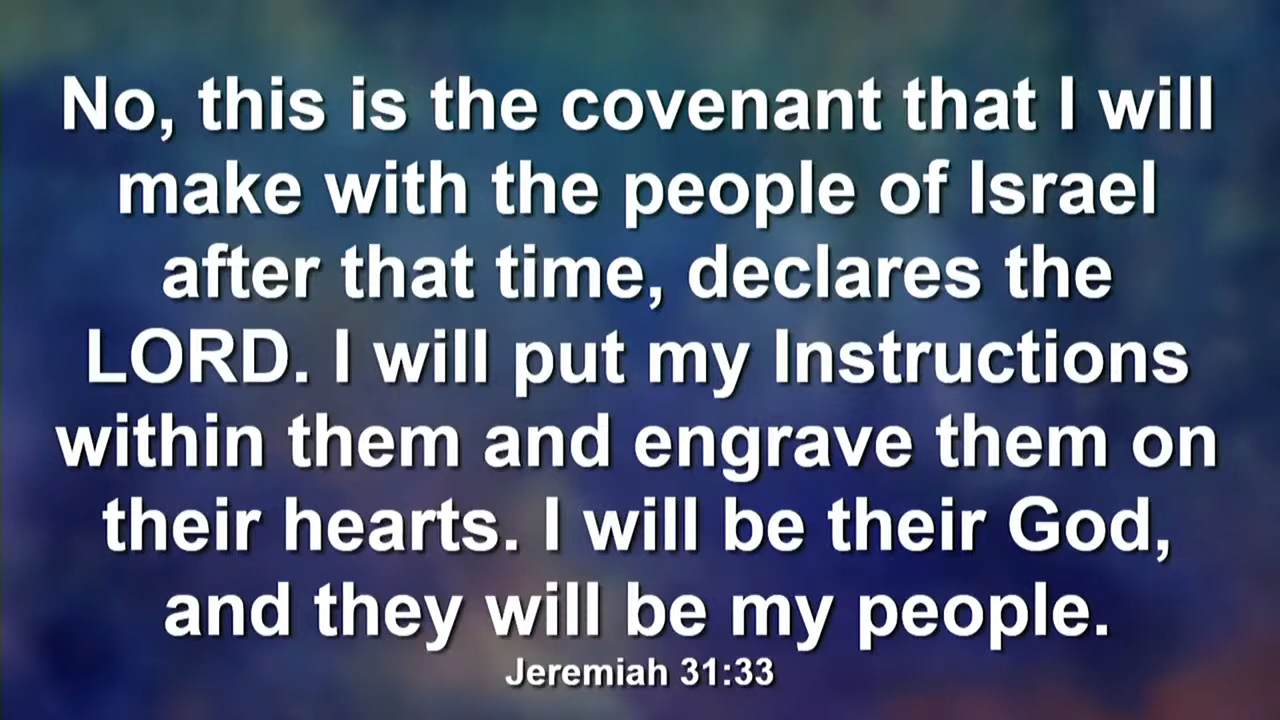 No, this is the covenant that I will
make with the people of Israel
after that time, declares the
LORD. I will put my Instructions
within them and engrave them on
their hearts. I will be their God,
and they will be my people.
Jeremiah 31:33